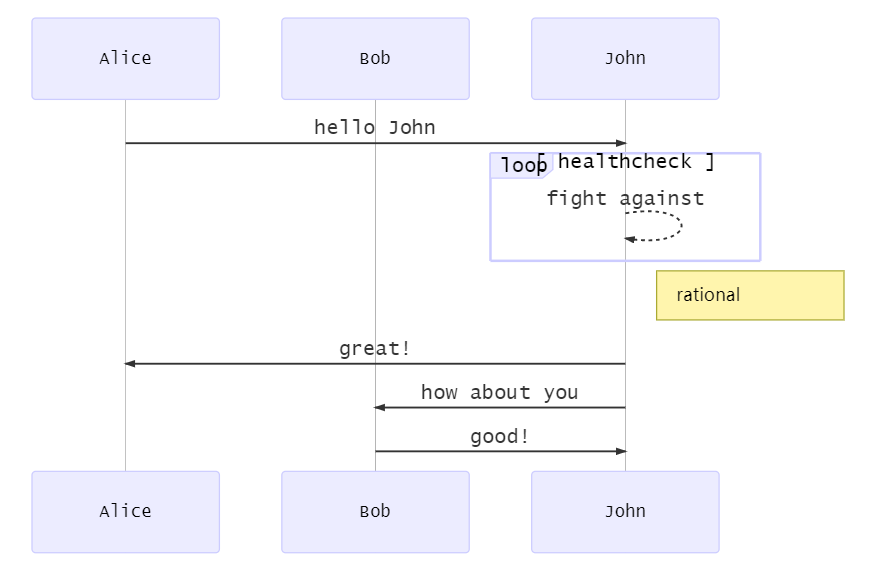 Alice
Bob
John
hello John
loop
[ healthcheck ]
fight against
rational
great!
how about you
good!
Alice
Bob
John